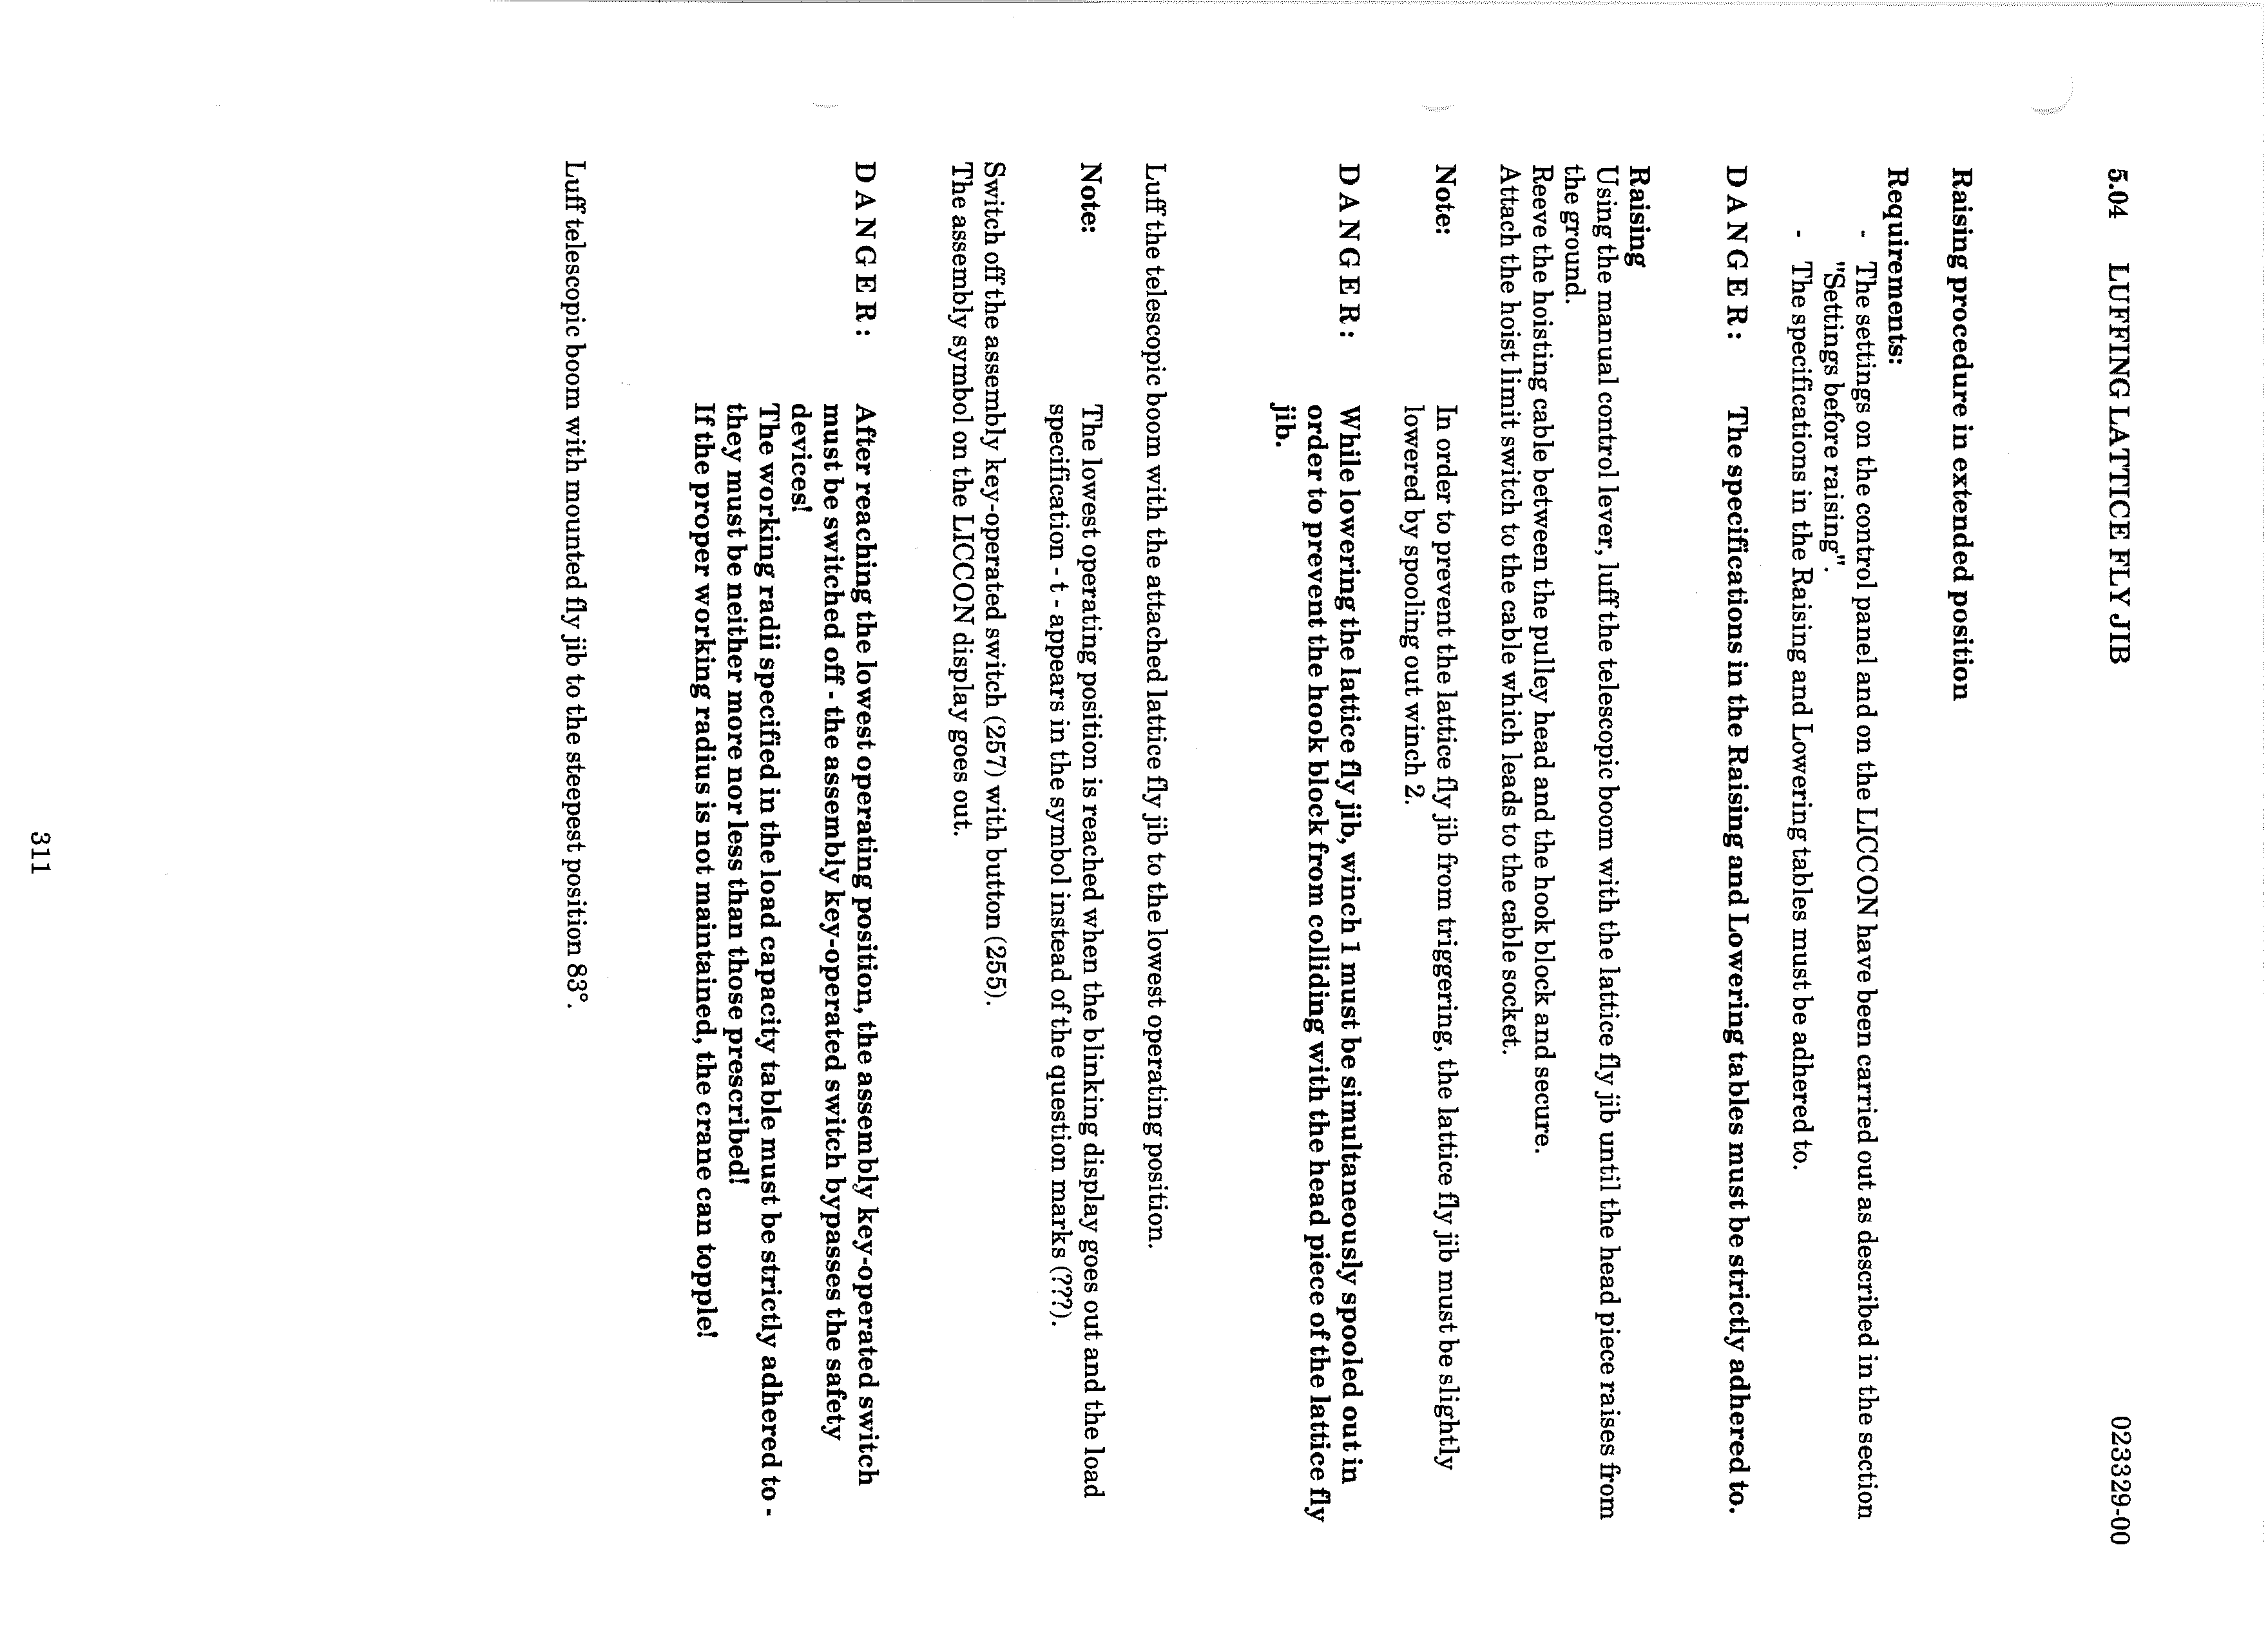 5.04 LUFFING LATTICE FLY JIB 023329-00
Raising procedure in extended position
Requirements:
- The settings on the control panel and on the LICCON have been carried out as described in the section
"Settings before raising".
- The specifications in the Raising and Lowering tables must be adhered to.
DANGER: The specifications in the Raising and Lowering tables must be strictly adhered to.
Raising
Using the manual control lever, luff the telescopic boom with the lattice fly jib until the head piece raises from
the ground.
Reeve the hoisting cable between the pulley head and the hook block and secure.
Attach the hoist limit switch to the cable which leads to the cable socket.
Note: In order to prevent the lattice fly jib from triggering, the lattice fly jib must be slightly
lowered by spooling out winch 2.
DANGER: While lowering the lattice fly jib, winch 1 must be simultaneously spooled out in
order to prevent the hook block from colliding with the head piece of the lattice fly
jib.
Luff the telescopic boom with the attached lattice fly jib to the lowest operating position.
Note: The lowest operating position is reached when the blinking display goes out and the load
specification - t - appears in the symbol instead of the question marks (???).
Switch off the assembly key-operated switch (257) with button (255).
The assembly symbol on the LICCON display goes out.
DANGER: After reaching the lowest operating position, the assembly key-operated switch
must be switched off - the assembly key-operated switch bypasses the safety
devices!
The working radii specified in the load capacity table must be strictly adhered to -
they must be neither more nor less than those prescribed!
If the proper working radius is not maintained, the crane can topple!
Luff telescopic boom with mounted fly jib to the steepest position 83°.
311